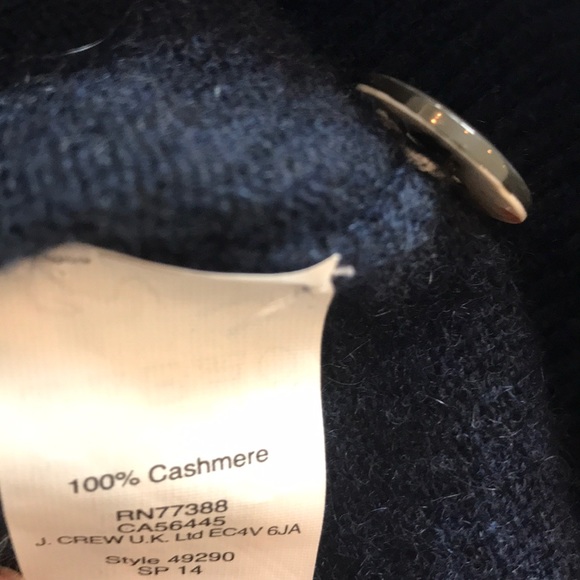 100% Cashmere
RN77388
CA56445
J. CREW U.K. Ltd EC4V 6JA
Style 49290
SP 14